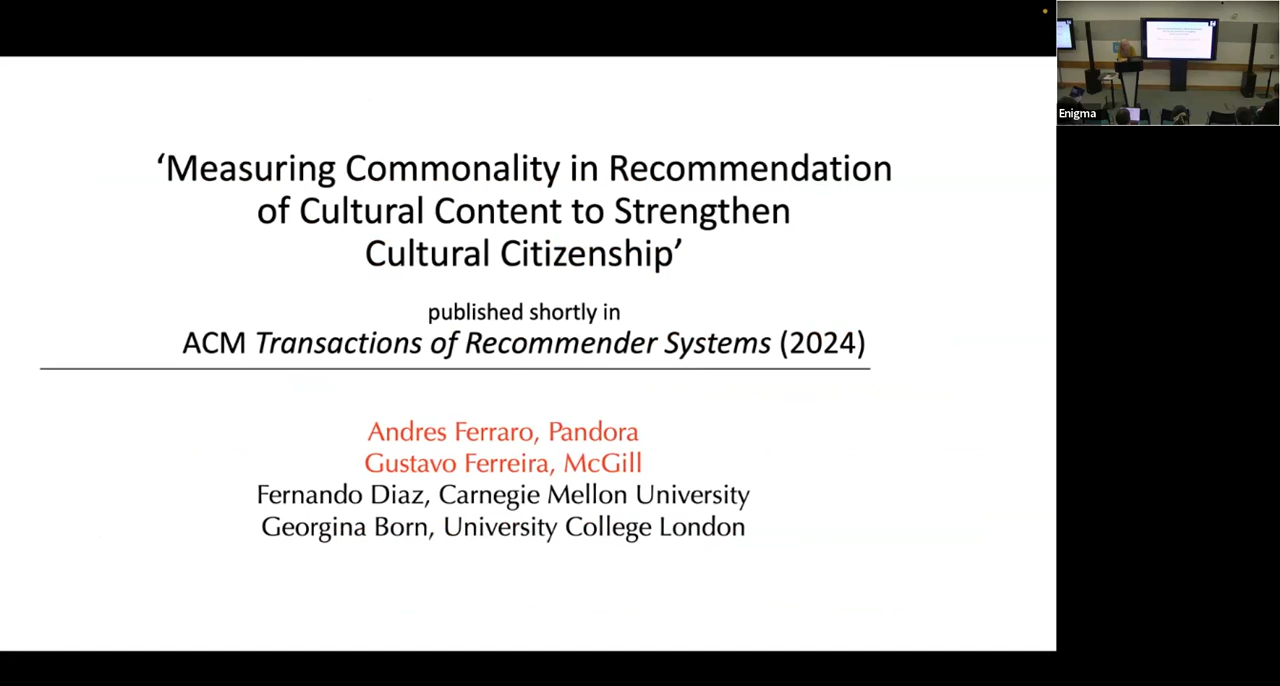 ‘Measuring Commonality in Recommendation
of Cultural Content to Strengthen
Cultural Citizenship’
published shortly in
ACM Transactions of Recommender Systems (2024)
Andres Ferraro, Pandora
Gustavo Ferreira, McGill
Fernando Diaz, Carnegie Mellon University
Georgina Born, University College London
Enigma